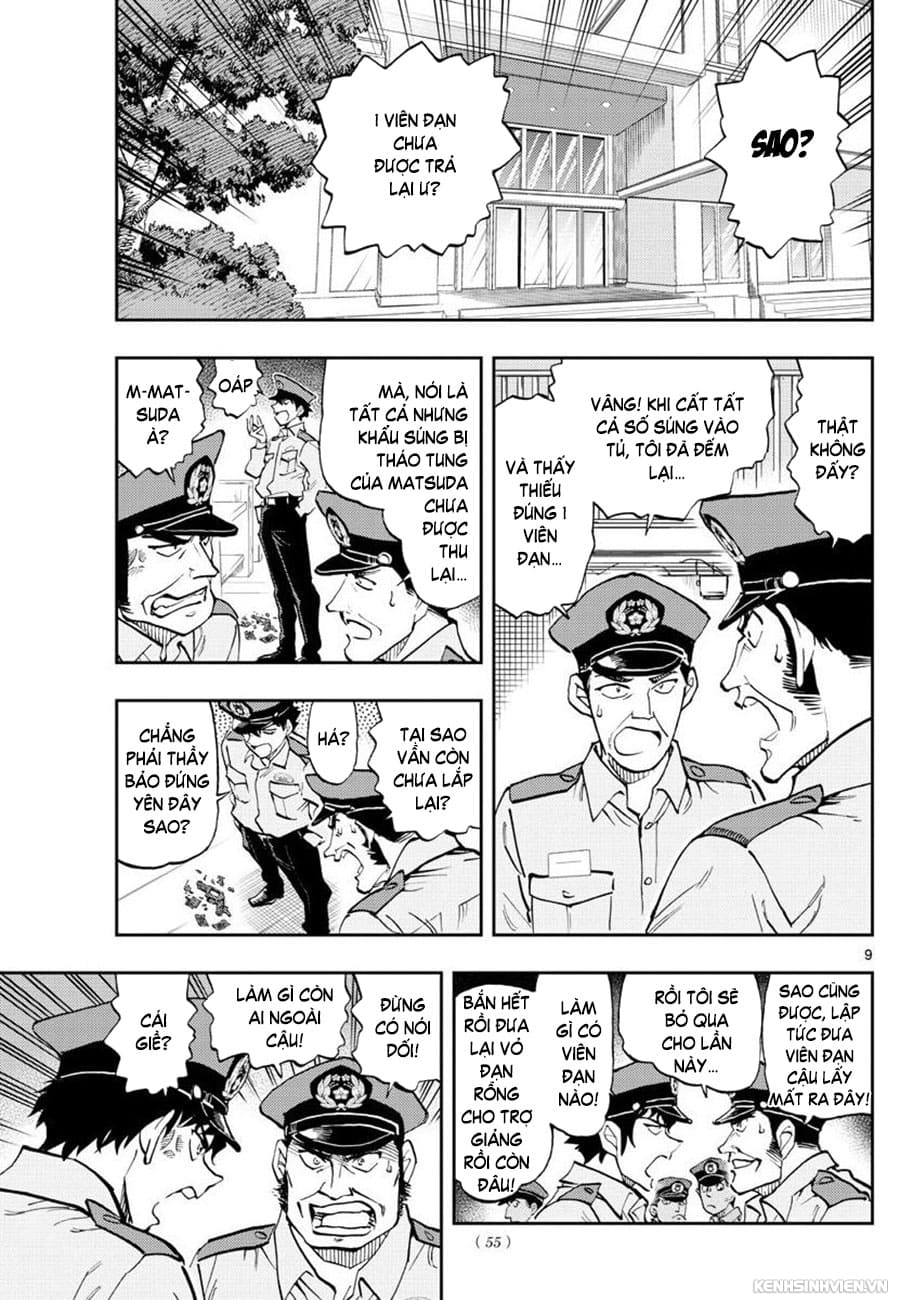 SAO?
1 VIÊN ĐẠN
CHƯA
ĐƯỢC TRẢ
LẠI Ư?
THẬT
KHÔNG
ĐẤY?
VÂNG! KHI CẤT TẤT
CẢ SỐ SÚNG VÀO
TỦ, TÔI ĐÃ ĐẾM
LẠI...
VÀ THẤY
THIẾU
ĐÚNG 1
VIÊN
ĐẠN...
MÀ, NÓI LÀ
TẤT CẢ NHƯNG
KHẨU SÚNG BỊ
THÁO TUNG
CỦA MATSUDA
CHƯA
ĐƯỢC
THU
LẠI...
OÁP
M-MAT-
SUDA
À?
TẠI SAO
VẪN CÒN
CHƯA LẮP
LẠI?
HẢ?
CHẲNG
PHẢI THẦY
BẢO ĐỨNG
YÊN ĐÂY
SAO?
9
SAO CŨNG
ĐƯỢC, LẬP
TỨC ĐƯA
VIÊN ĐẠN
CẬU LẤY
MẤT RA ĐÂY!
RỒI TÔI SẼ
BỎ QUA
CHO LẦN
NÀY...
LÀM
GÌ CÓ
VIÊN
ĐẠN
NÀO!
BẮN HẾT
RỒI ĐƯA
LẠI VỎ
ĐẠN
RỖNG
CHO TRỢ
GIẢNG
RỒI CÒN
ĐÂU!
ĐỪNG
CÓ NÓI
DỐI!
LÀM GÌ CÒN
AI NGOÀI
CẬU!
CÁI
GIỀ?
( 55 )
KENHSINHVIEN.VN